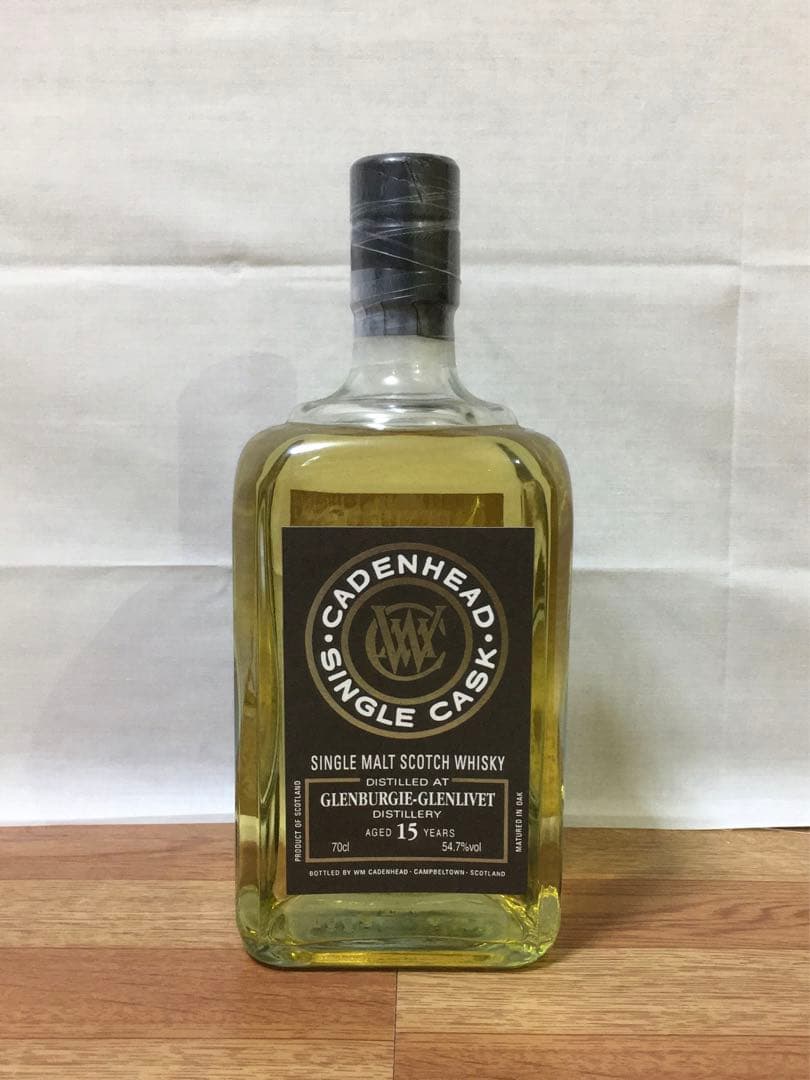 ·CADENHEAD·
SINGLE CASK
WC
SINGLE MALT SCOTCH WHISKY
DISTILLED AT
GLENBURGIE-GLENLIVET
DISTILLERY
AGED 15 YEARS
70cl 54.7%vol
PRODUCT OF SCOTLAND
MATURED IN OAK
BOTTLED BY WM CADENHEAD · CAMPBELTOWN · SCOTLAND